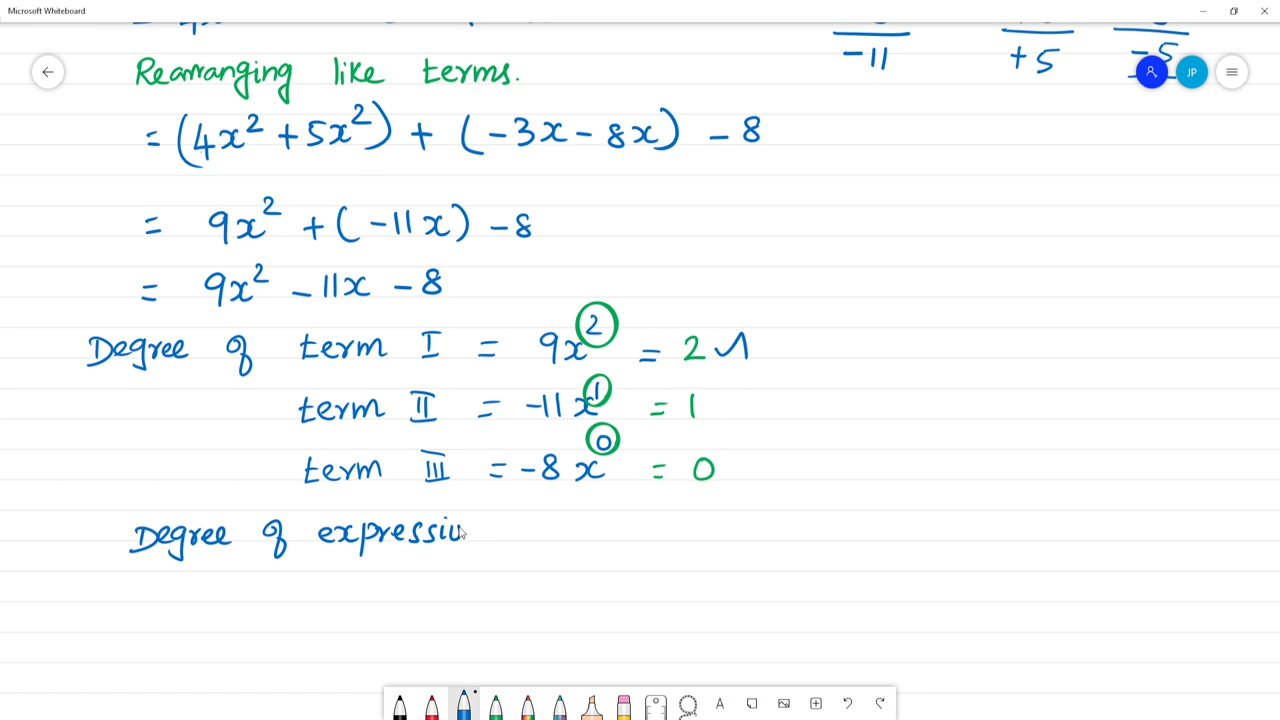 Microsoft Whiteboard
-11 +5 -5
Rearranging like terms.
JP
= (4x² + 5x²) + (-3x - 8x) - 8
= 9x² + (-11x) - 8
= 9x² - 11x - 8
Degree of term I = 9x² = 2
term II = -11x¹ = 1
term III = -8x⁰ = 0
Degree of expressiu
A